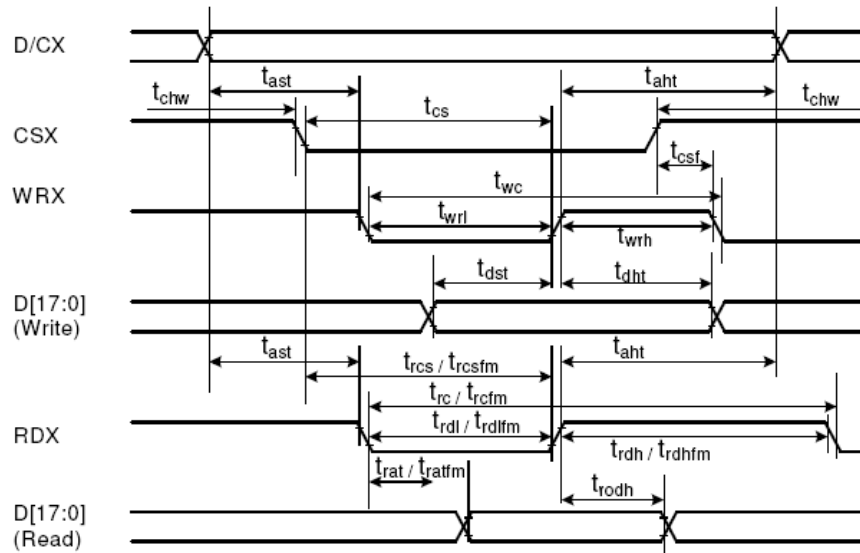 D/CX
t_ast
t_aht
t_chw
t_cs
t_chw
CSX
t_csf
WRX
t_wc
t_wrl
t_wrh
t_dst
t_dht
D[17:0]
(Write)
t_ast
t_aht
t_rcs / t_rcsfm
t_rc / t_rcfm
RDX
t_rdl / t_rdlfm
t_rdh / t_rdhfm
t_rat / t_ratfm
t_rodh
D[17:0]
(Read)